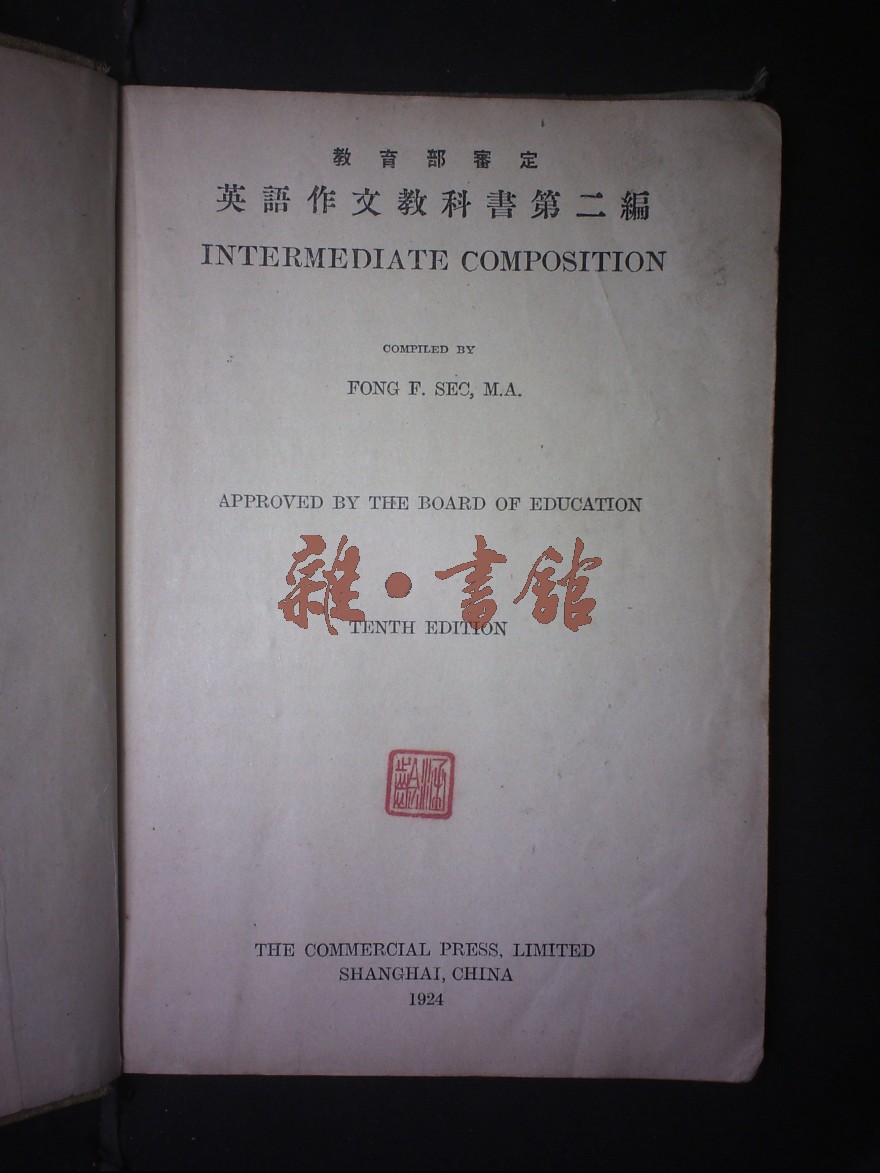 教育部審定
英語作文教科書第二編
INTERMEDIATE COMPOSITION
COMPILED BY
FONG F. SEC, M.A.
APPROVED BY THE BOARD OF EDUCATION
雜·書館
TENTH EDITION
THE COMMERCIAL PRESS, LIMITED
SHANGHAI, CHINA
1924